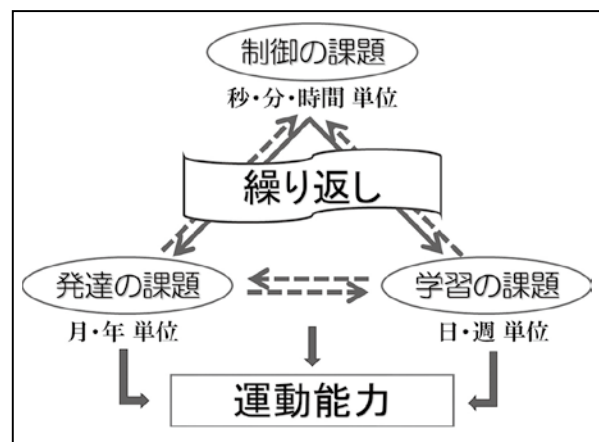 制御の課題
秒・分・時間 単位
繰り返し
発達の課題
学習の課題
月・年 単位
日・週 単位
運動能力